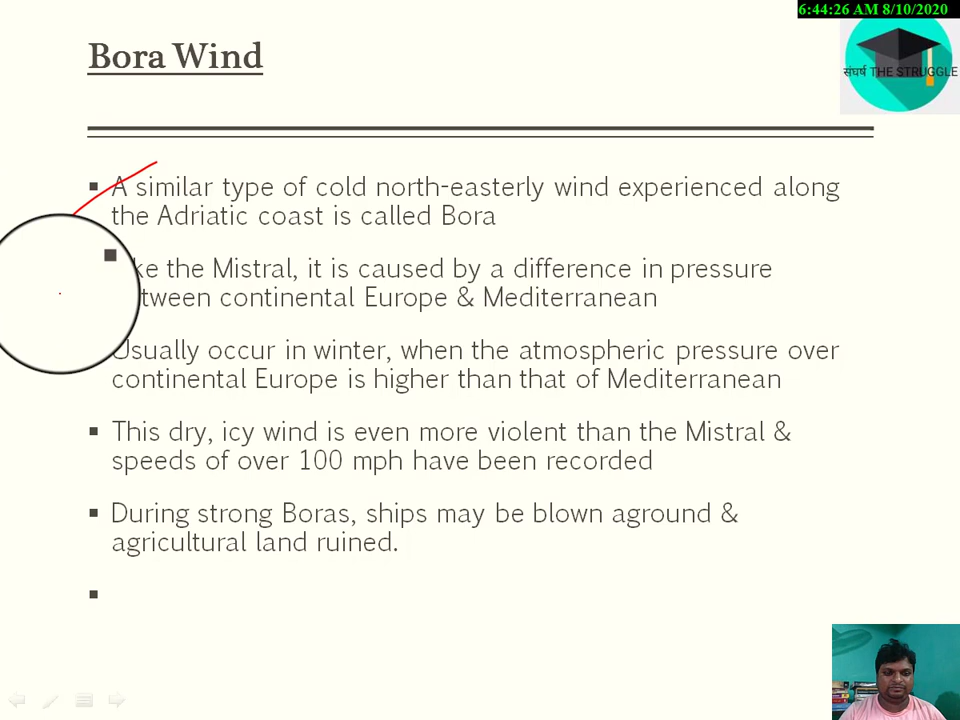 6:44:26 AM 8/10/2020
Bora Wind
संघर्ष THE STRUGGLE
▪ A similar type of cold north-easterly wind experienced along
the Adriatic coast is called Bora
▪ ke the Mistral, it is caused by a difference in pressure
tween continental Europe & Mediterranean
Usually occur in winter, when the atmospheric pressure over
continental Europe is higher than that of Mediterranean
▪ This dry, icy wind is even more violent than the Mistral &
speeds of over 100 mph have been recorded
▪ During strong Boras, ships may be blown aground &
agricultural land ruined.
▪